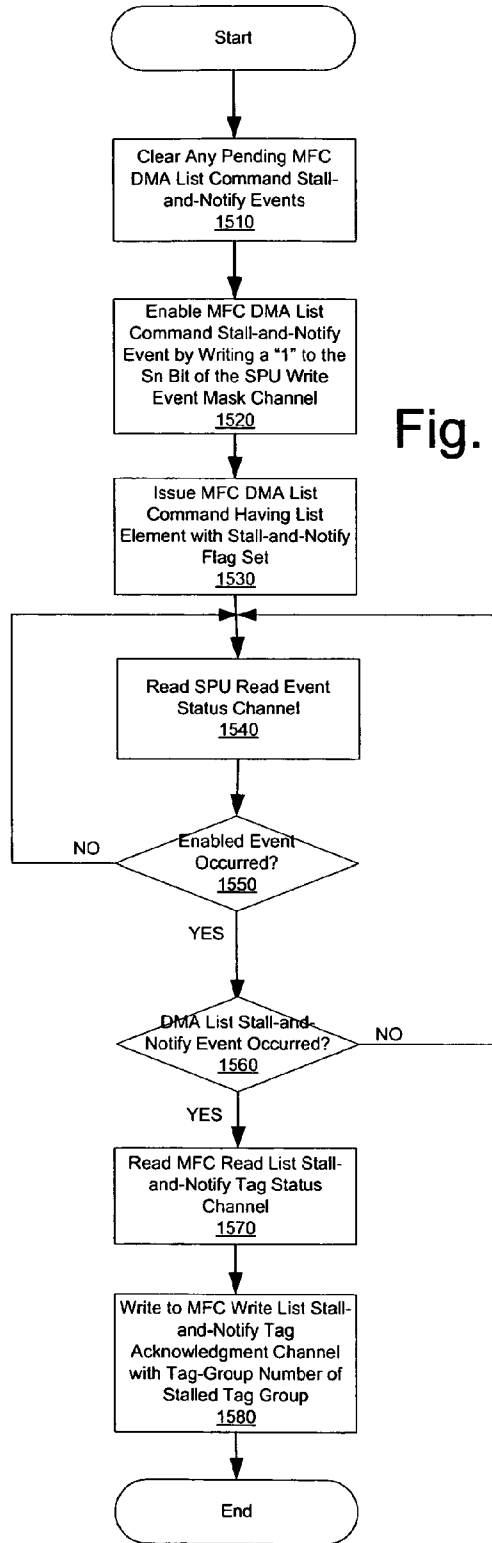 Start
Clear Any Pending MFC
DMA List Command Stall-
and-Notify Events
1510
Enable MFC DMA List
Command Stall-and-Notify
Event by Writing a "1" to the
Sn Bit of the SPU Write
Event Mask Channel
1520
Fig.
Issue MFC DMA List
Command Having List
Element with Stall-and-Notify
Flag Set
1530
Read SPU Read Event
Status Channel
1540
Enabled Event
Occurred?
1550
NO
YES
DMA List Stall-and-
Notify Event Occurred?
1560
NO
YES
Read MFC Read List Stall-
and-Notify Tag Status
Channel
1570
Write to MFC Write List Stall-
and-Notify Tag
Acknowledgment Channel
with Tag-Group Number of
Stalled Tag Group
1580
End